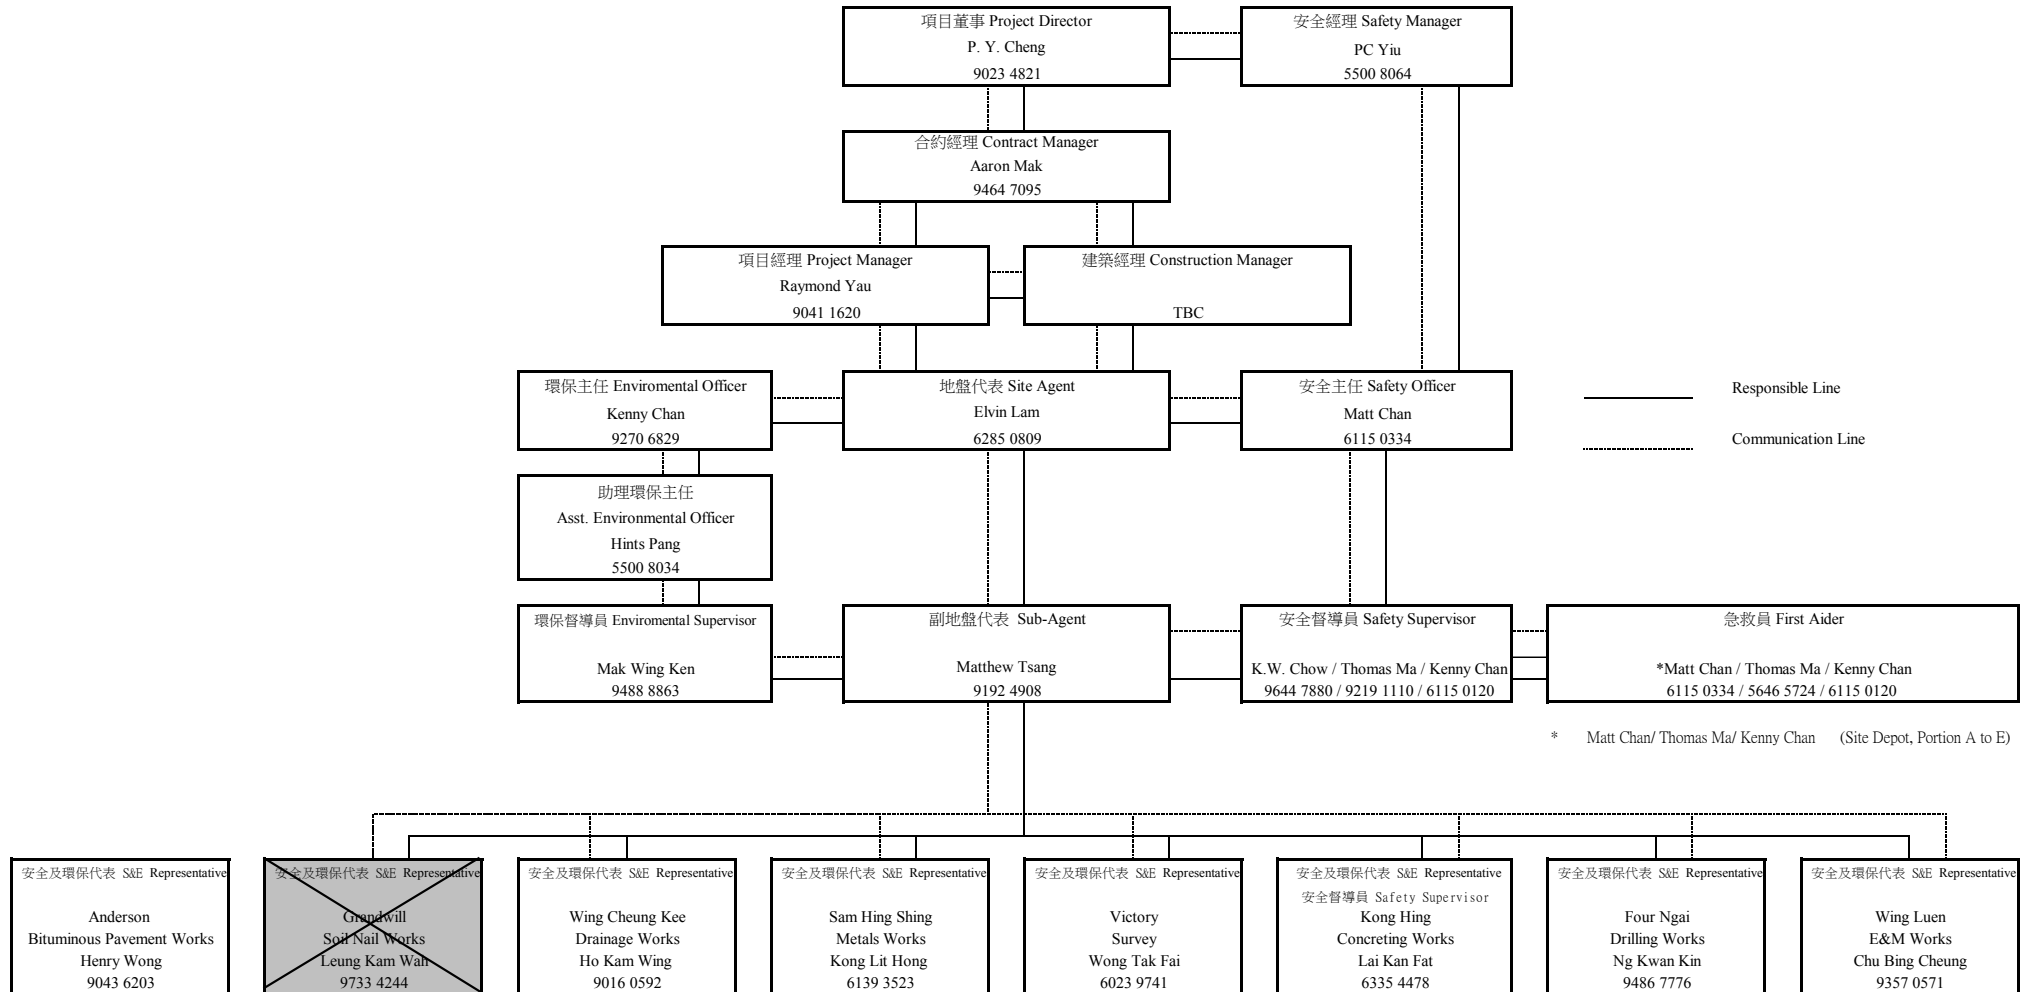 項目董事 Project Director
P. Y. Cheng
9023 4821
安全經理 Safety Manager
PC Yiu
5500 8064
合約經理 Contract Manager
Aaron Mak
9464 7095
項目經理 Project Manager
Raymond Yau
9041 1620
建築經理 Construction Manager
TBC
環保主任 Enviromental Officer
Kenny Chan
9270 6829
地盤代表 Site Agent
Elvin Lam
6285 0809
安全主任 Safety Officer
Matt Chan
6115 0334
Responsible Line
Communication Line
助理環保主任
Asst. Environmental Officer
Hints Pang
5500 8034
環保督導員 Enviromental Supervisor
Mak Wing Ken
9488 8863
副地盤代表 Sub-Agent
Matthew Tsang
9192 4908
安全督導員 Safety Supervisor
K.W. Chow / Thomas Ma / Kenny Chan
9644 7880 / 9219 1110 / 6115 0120
急救員 First Aider
*Matt Chan / Thomas Ma / Kenny Chan
6115 0334 / 5646 5724 / 6115 0120
* Matt Chan/ Thomas Ma/ Kenny Chan (Site Depot, Portion A to E)
安全及環保代表 S&E Representative
Anderson
Bituminous Pavement Works
Henry Wong
9043 6203
安全及環保代表 S&E Representative
Grandwill
Soil Nail Works
Leung Kam Wah
9733 4244
安全及環保代表 S&E Representative
Wing Cheung Kee
Drainage Works
Ho Kam Wing
9016 0592
安全及環保代表 S&E Representative
Sam Hing Shing
Metals Works
Kong Lit Hong
6139 3523
安全及環保代表 S&E Representative
Victory
Survey
Wong Tak Fai
6023 9741
安全及環保代表 S&E Representative
安全督導員 Safety Supervisor
Kong Hing
Concreting Works
Lai Kan Fat
6335 4478
安全及環保代表 S&E Representative
Four Ngai
Drilling Works
Ng Kwan Kin
9486 7776
安全及環保代表 S&E Representative
Wing Luen
E&M Works
Chu Bing Cheung
9357 0571